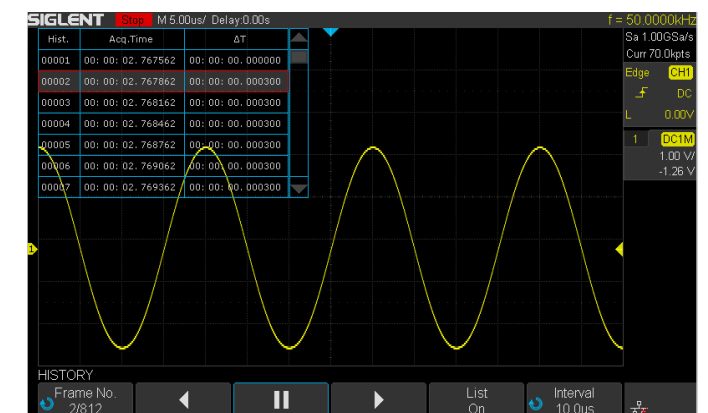 SIGLENT Stop M 5.00us/ Delay:0.00s f = 50.0000kHz
Sa 1.00GSa/s
Curr 70.0kpts
Edge CH1
DC
L 0.00V
1 DC1M
1.00 V/
-1.26 V
Hist. Acq.Time ΔT
00001 00: 00: 02. 767562 00: 00: 00. 000000
00002 00: 00: 02. 767862 00: 00: 00. 000300
00003 00: 00: 02. 768162 00: 00: 00. 000300
00004 00: 00: 02. 768462 00: 00: 00. 000300
00005 00: 00: 02. 768762 00: 00: 00. 000300
00006 00: 00: 02. 769062 00: 00: 00. 000300
00007 00: 00: 02. 769362 00: 00: 00. 000300
1
HISTORY
Frame No.
2/812
List
On
Interval
10.0us